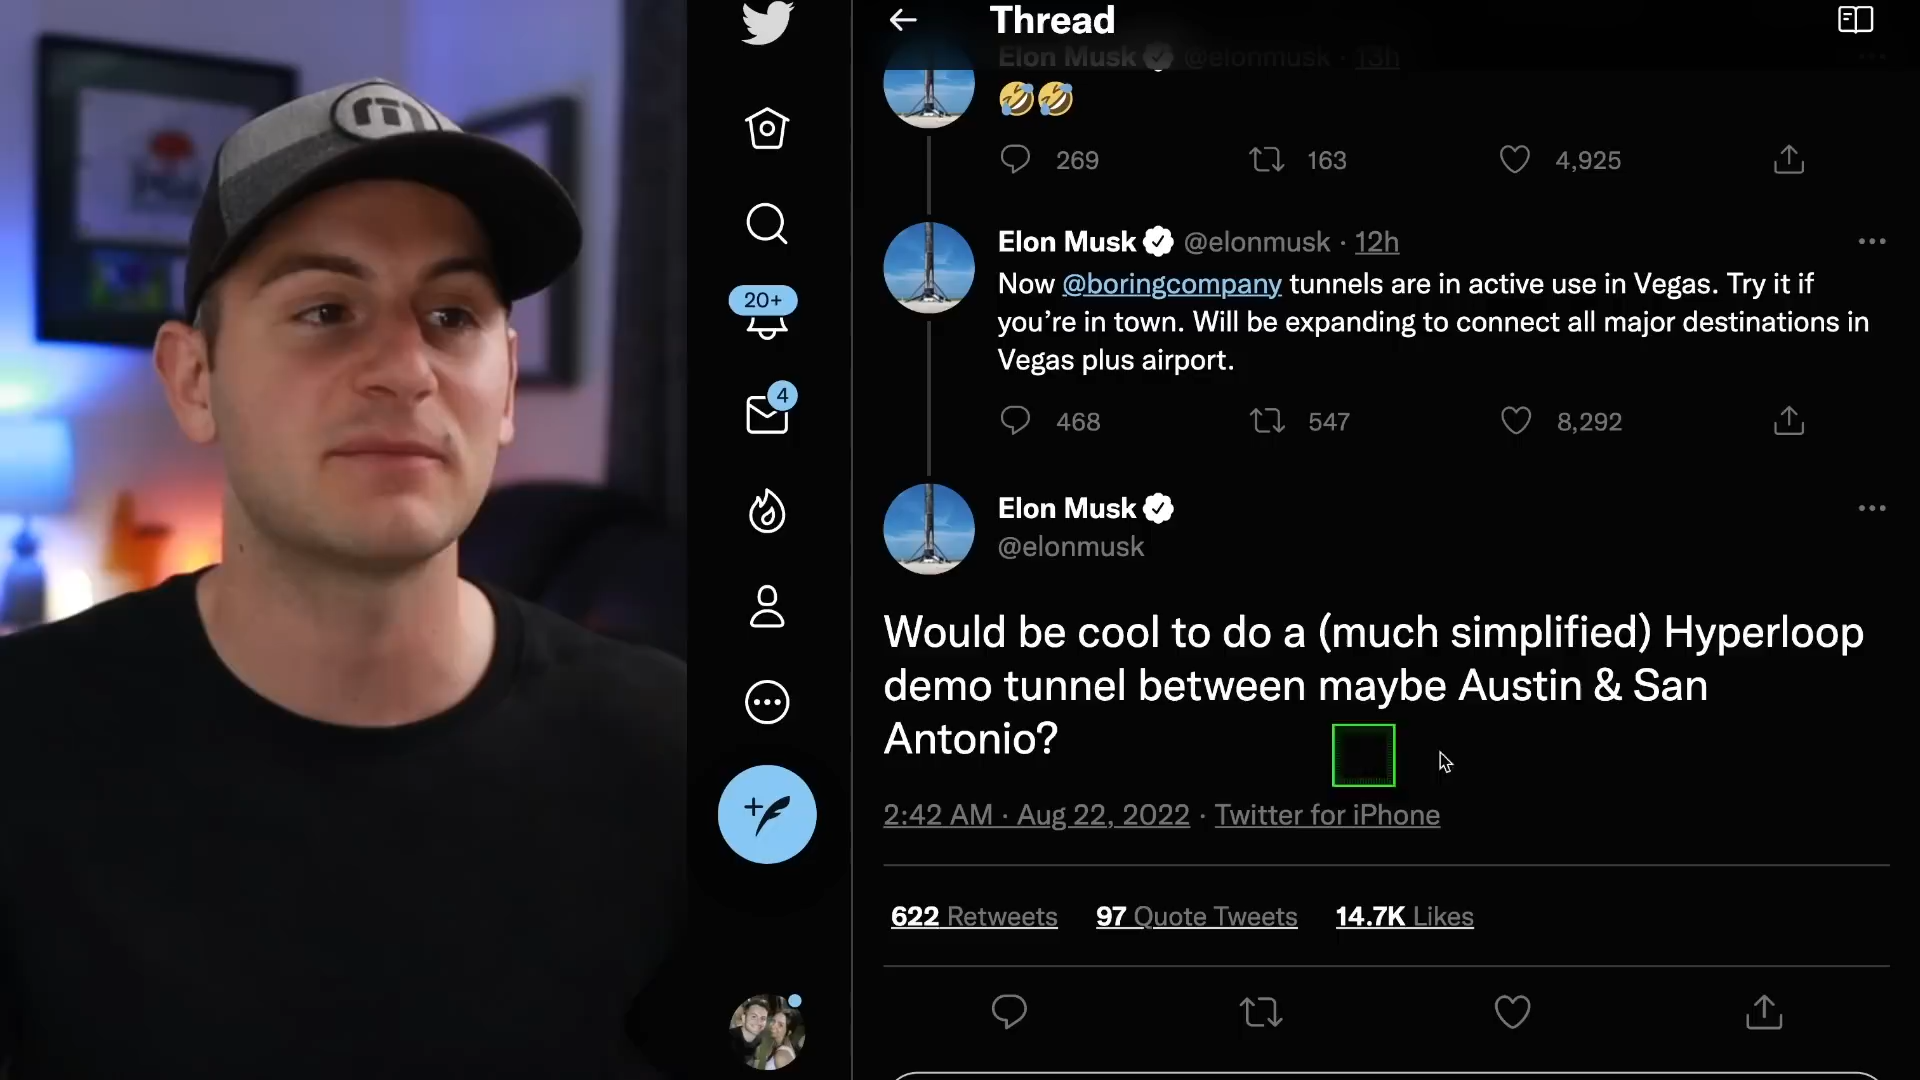 Thread
Elon Musk @elonmusk · 13h
🤣🤣
269 163 4,925
Elon Musk @elonmusk · 12h
Now @boringcompany tunnels are in active use in Vegas. Try it if
you’re in town. Will be expanding to connect all major destinations in
Vegas plus airport.
468 547 8,292
Elon Musk
@elonmusk
Would be cool to do a (much simplified) Hyperloop
demo tunnel between maybe Austin & San
Antonio?
2:42 AM · Aug 22, 2022 · Twitter for iPhone
622 Retweets 97 Quote Tweets 14.7K Likes
20+
4